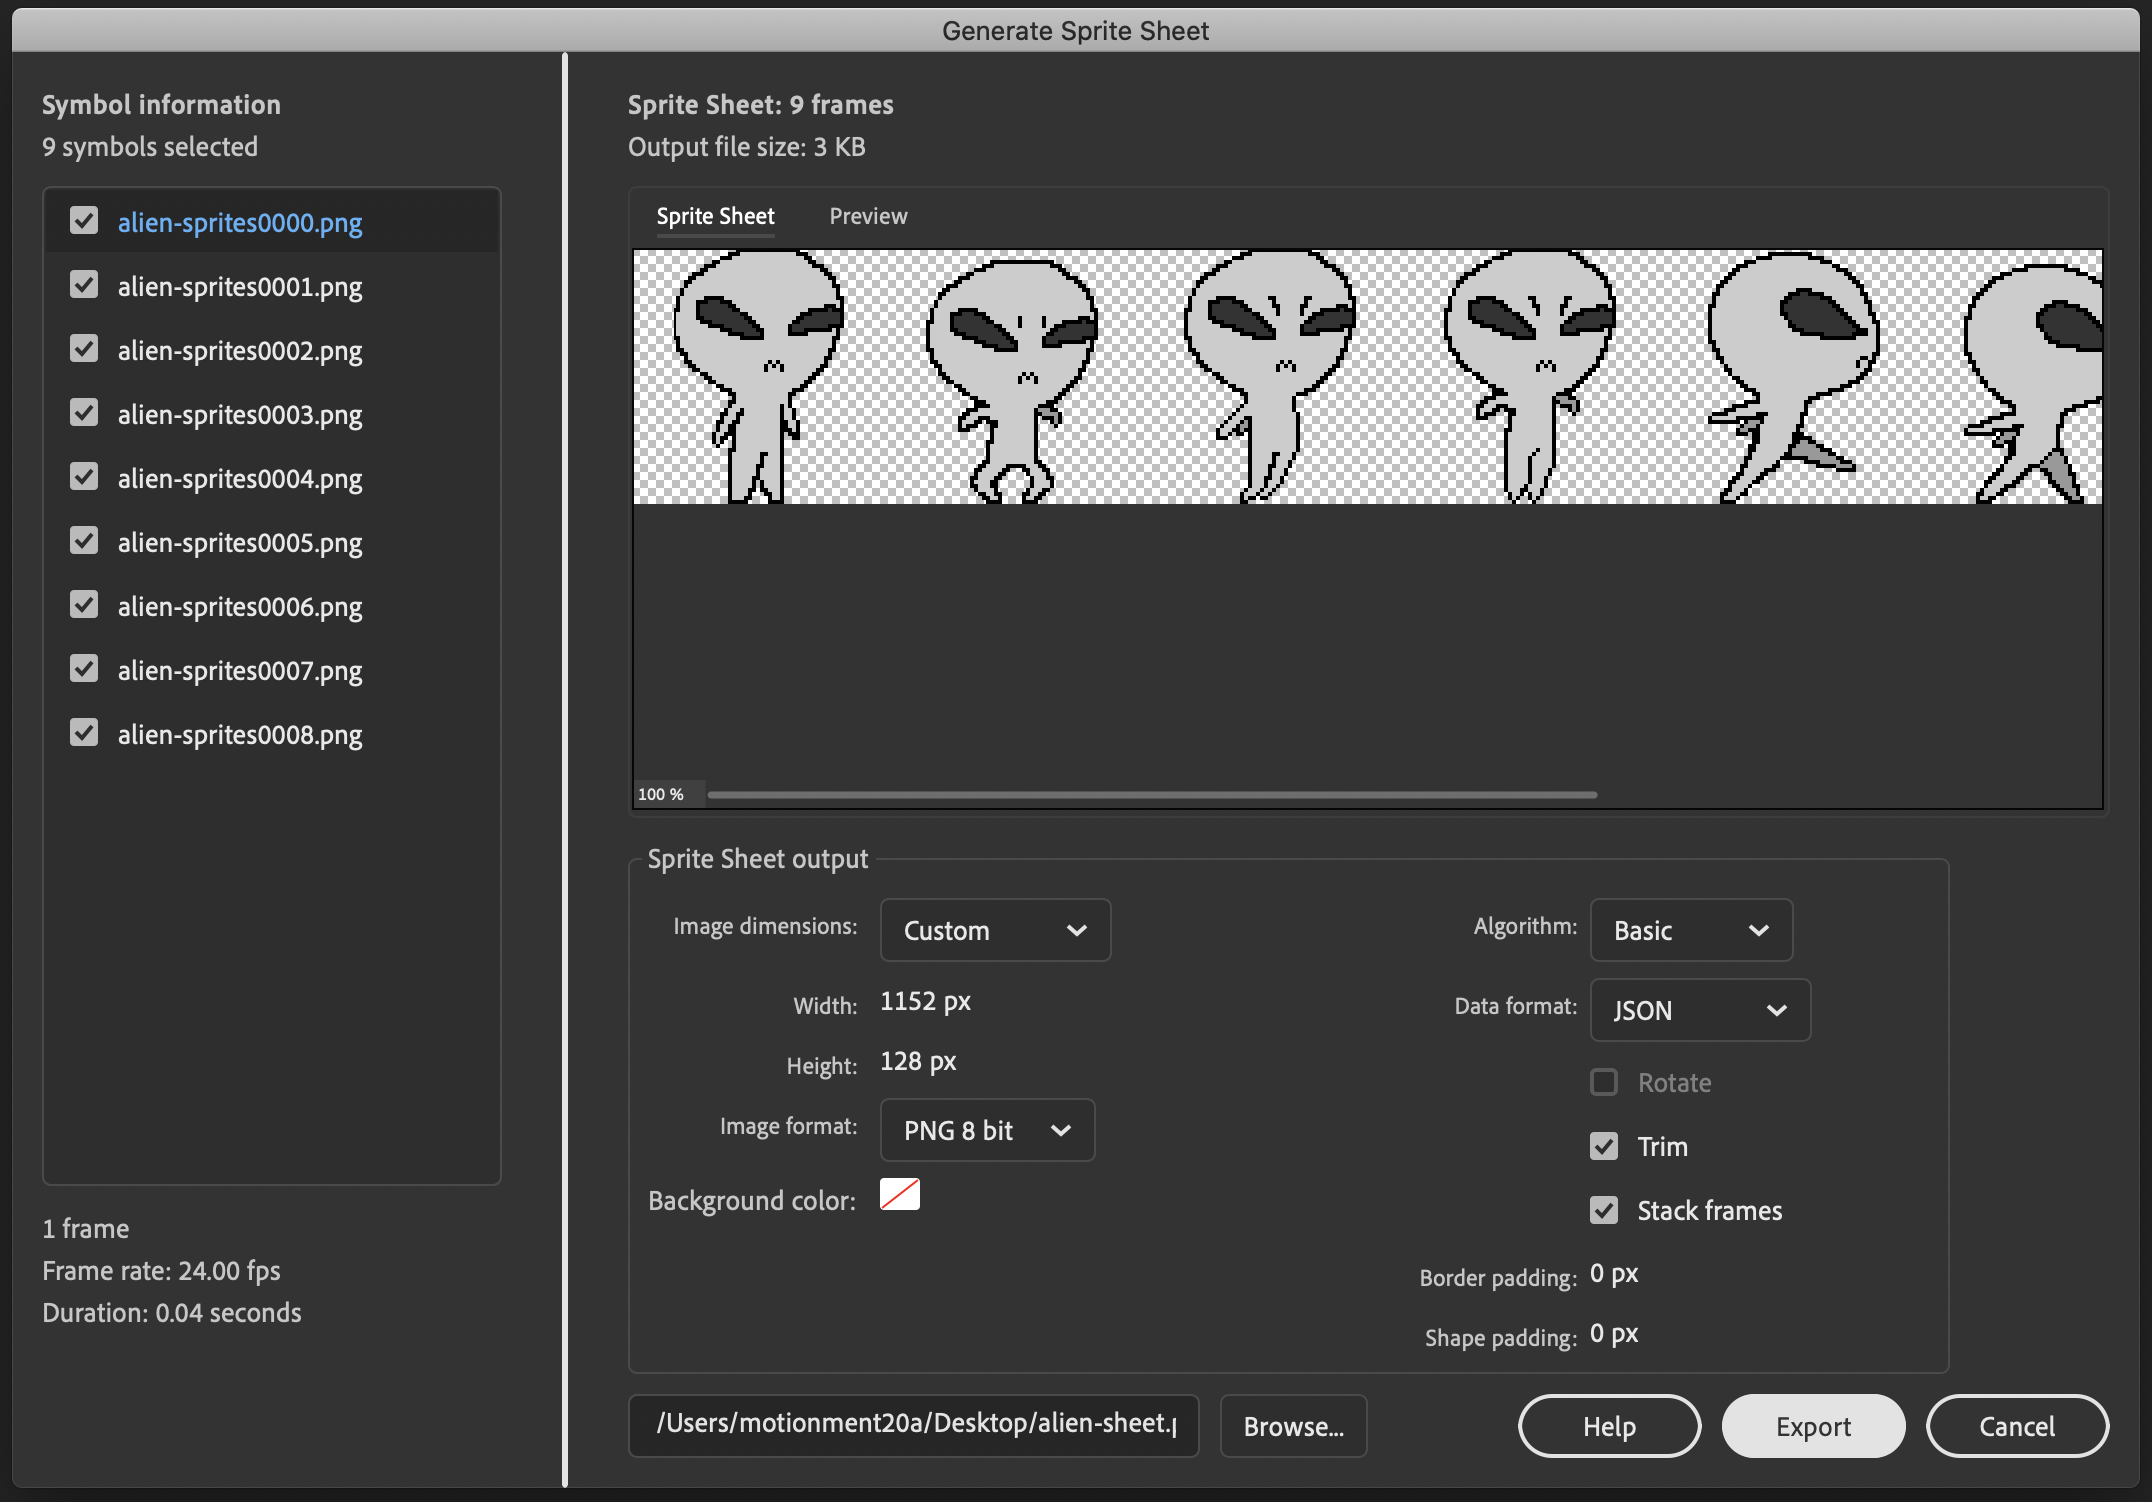 Generate Sprite Sheet
Symbol information
9 symbols selected
alien-sprites0000.png
alien-sprites0001.png
alien-sprites0002.png
alien-sprites0003.png
alien-sprites0004.png
alien-sprites0005.png
alien-sprites0006.png
alien-sprites0007.png
alien-sprites0008.png
1 frame
Frame rate: 24.00 fps
Duration: 0.04 seconds
Sprite Sheet: 9 frames
Output file size: 3 KB
Sprite Sheet Preview
100 %
Sprite Sheet output
Image dimensions: Custom
Width: 1152 px
Height: 128 px
Image format: PNG 8 bit
Background color:
Algorithm: Basic
Data format: JSON
Rotate
Trim
Stack frames
Border padding: 0 px
Shape padding: 0 px
/Users/motionment20a/Desktop/alien-sheet.p Browse... Help Export Cancel